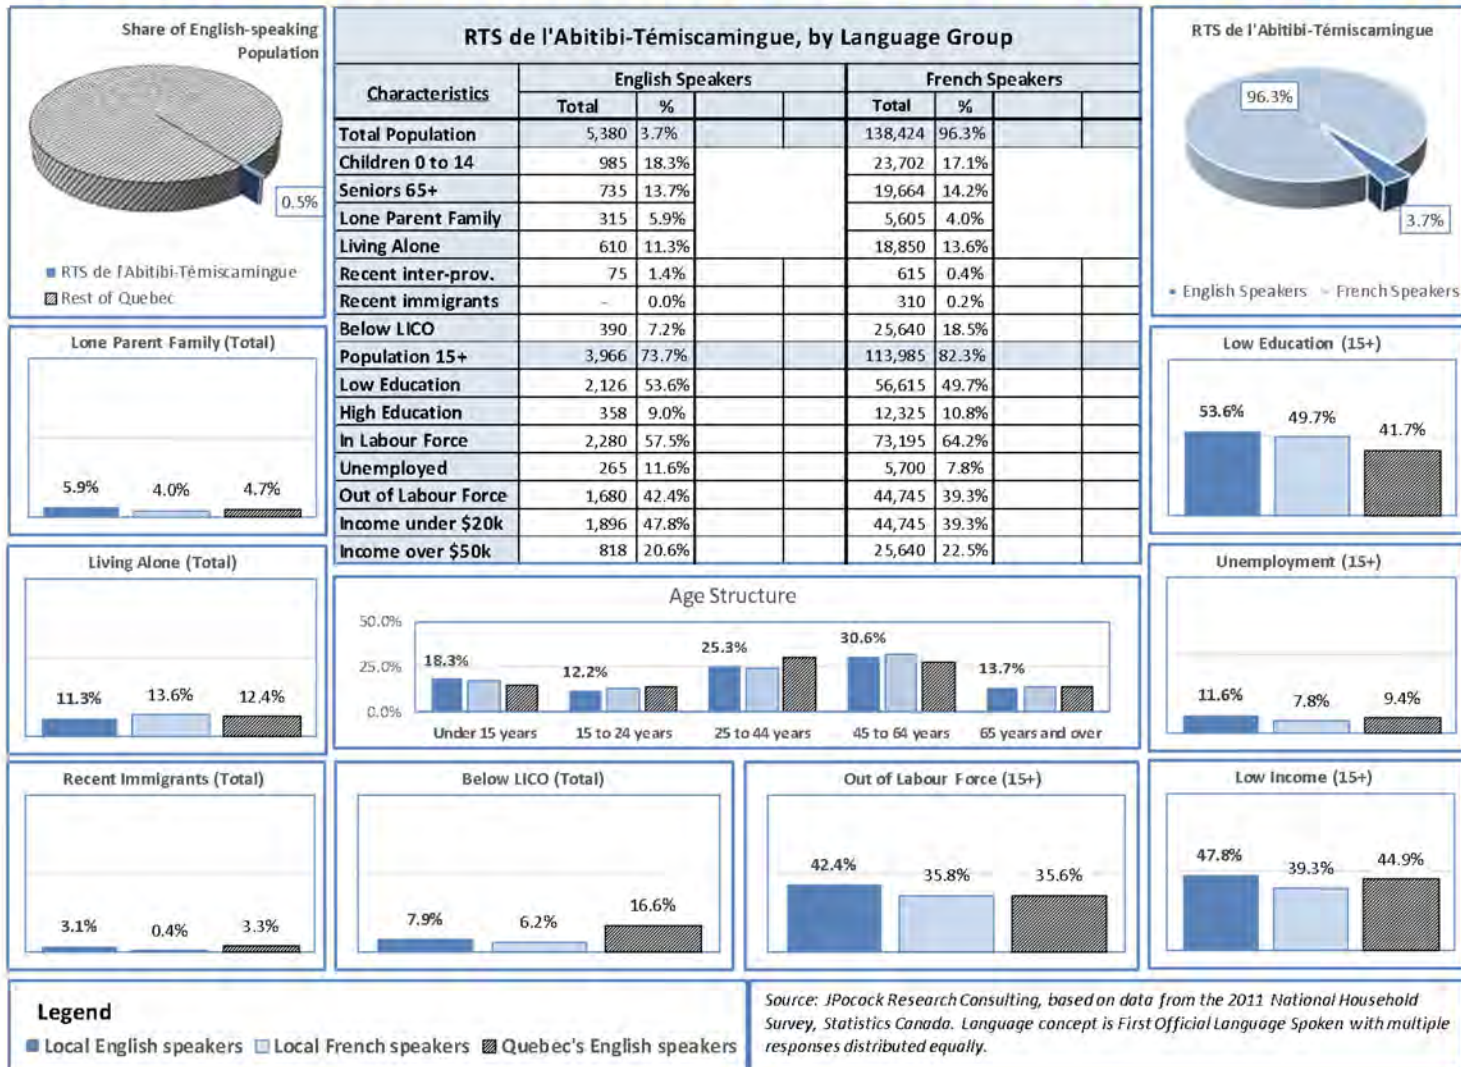 Share of English-speaking
Population
0.5%
RTS de l'Abitibi-Témiscamingue
Rest of Quebec
RTS de l'Abitibi-Témiscamingue, by Language Group
Characteristics English Speakers French Speakers
Total % Total %
Total Population 5,380 3.7% 138,424 96.3%
Children 0 to 14 985 18.3% 23,702 17.1%
Seniors 65+ 735 13.7% 19,664 14.2%
Lone Parent Family 315 5.9% 5,605 4.0%
Living Alone 610 11.3% 18,850 13.6%
Recent inter-prov. 75 1.4% 615 0.4%
Recent immigrants - 0.0% 310 0.2%
Below LICO 390 7.2% 25,640 18.5%
Population 15+ 3,966 73.7% 113,985 82.3%
Low Education 2,126 53.6% 56,615 49.7%
High Education 358 9.0% 12,325 10.8%
In Labour Force 2,280 57.5% 73,195 64.2%
Unemployed 265 11.6% 5,700 7.8%
Out of Labour Force 1,680 42.4% 44,745 39.3%
Income under $20k 1,896 47.8% 44,745 39.3%
Income over $50k 818 20.6% 25,640 22.5%
RTS de l'Abitibi-Témiscamingue
96.3%
3.7%
English Speakers French Speakers
Lone Parent Family (Total)
5.9% 4.0% 4.7%
Low Education (15+)
53.6% 49.7% 41.7%
Living Alone (Total)
11.3% 13.6% 12.4%
Age Structure
50.0%
25.0%
0.0%
18.3% 12.2% 25.3% 30.6% 13.7%
Under 15 years 15 to 24 years 25 to 44 years 45 to 64 years 65 years and over
Unemployment (15+)
11.6% 7.8% 9.4%
Recent Immigrants (Total)
3.1% 0.4% 3.3%
Below LICO (Total)
7.9% 6.2% 16.6%
Out of Labour Force (15+)
42.4% 35.8% 35.6%
Low Income (15+)
47.8% 39.3% 44.9%
Legend
Local English speakers Local French speakers Quebec's English speakers
Source: JPocock Research Consulting, based on data from the 2011 National Household
Survey, Statistics Canada. Language concept is First Official Language Spoken with multiple
responses distributed equally.